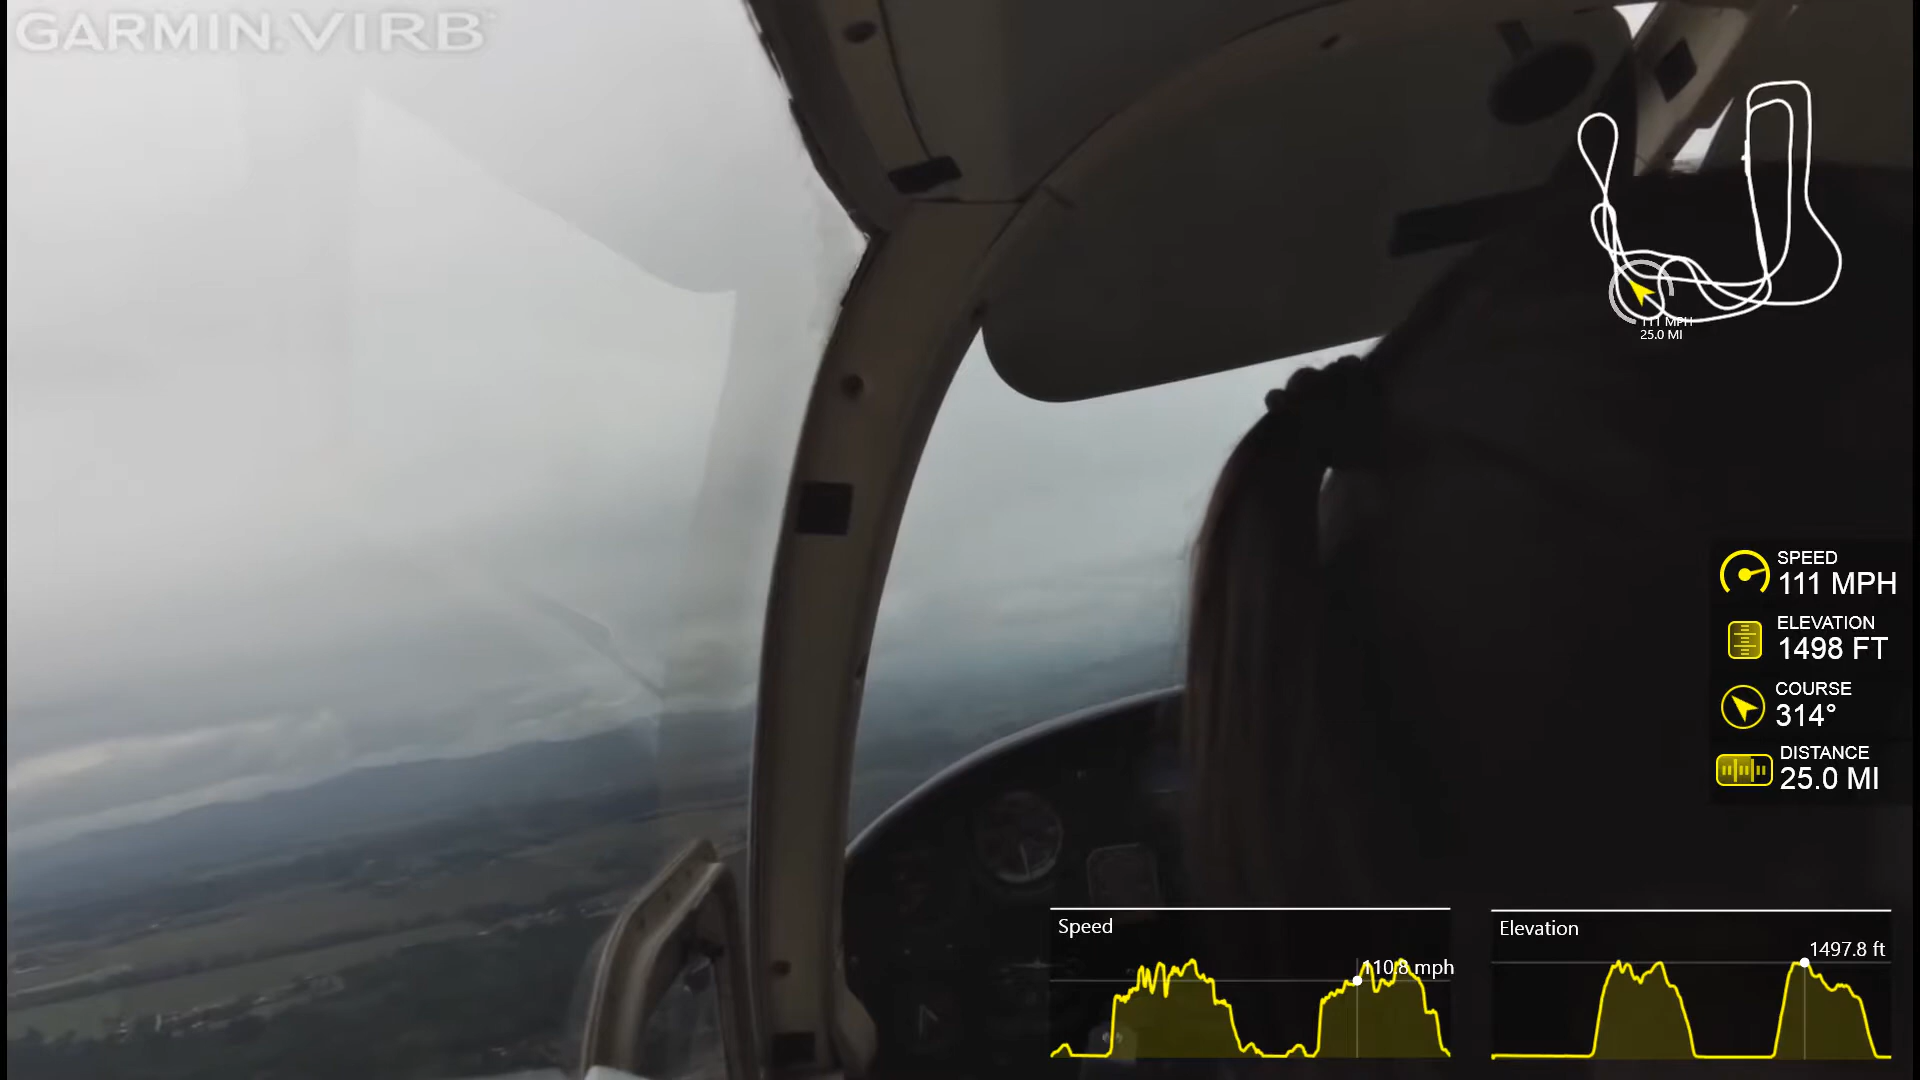 GARMIN VIRB™
111 MPH
25.0 MI
SPEED
111 MPH
ELEVATION
1498 FT
COURSE
314°
DISTANCE
25.0 MI
Speed
110.8 mph
Elevation
1497.8 ft